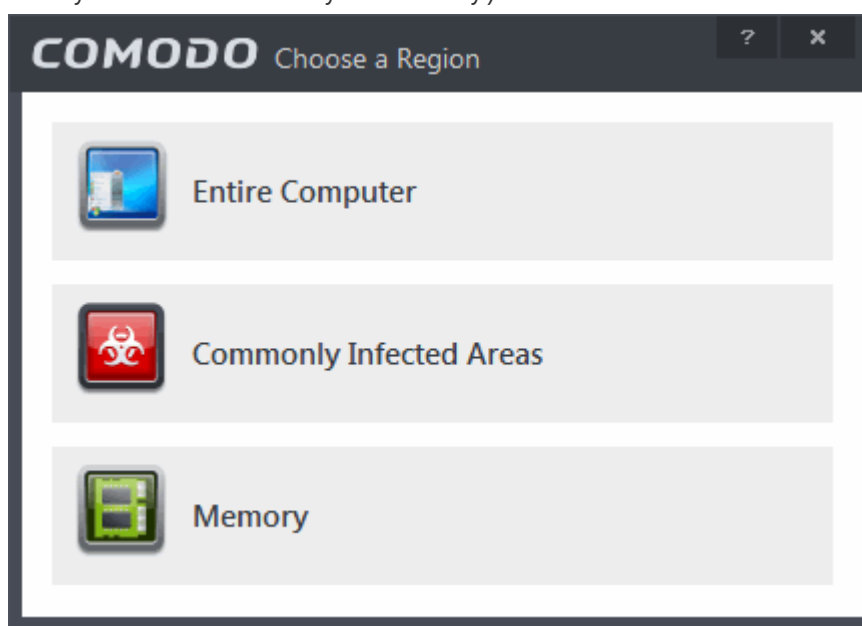 COMODO Choose a Region ? ×
Entire Computer
Commonly Infected Areas
Memory